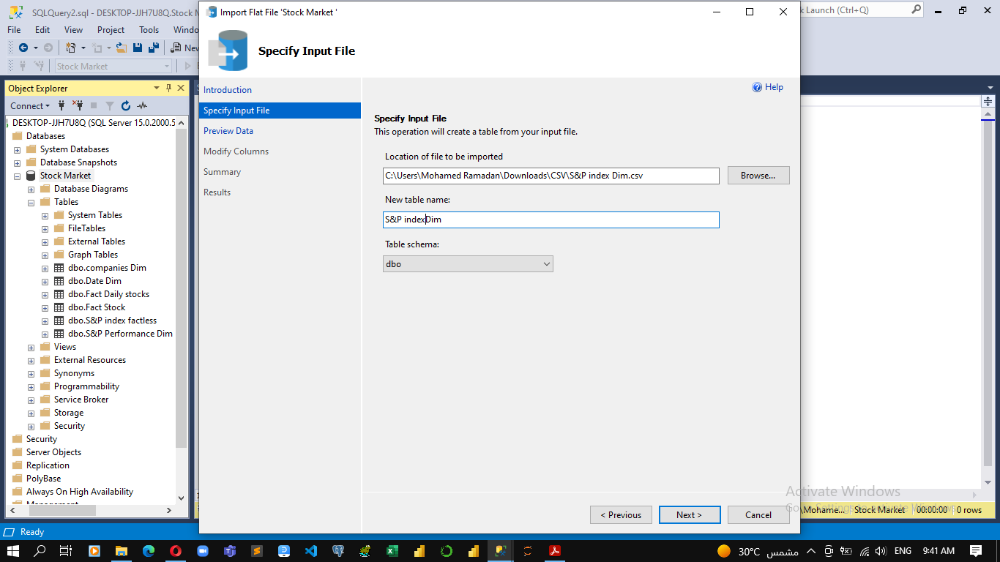 SQLQuery2.sql - DESKTOP-JJH7U8Q.Stock M
Import Flat File 'Stock Market '
k Launch (Ctrl+Q)
File Edit View Project Tools Windo
New
Specify Input File
Stock Market
Object Explorer
Connect
DESKTOP-JJH7U8Q (SQL Server 15.0.2000.5
Databases
System Databases
Database Snapshots
Stock Market
Database Diagrams
Tables
System Tables
FileTables
External Tables
Graph Tables
dbo.companies Dim
dbo.Date Dim
dbo.Fact Daily stocks
dbo.Fact Stock
dbo.S&P index factless
dbo.S&P Performance Dim
Views
External Resources
Synonyms
Programmability
Service Broker
Storage
Security
Security
Server Objects
Replication
PolyBase
Always On High Availability
Management
Introduction
Specify Input File
Preview Data
Modify Columns
Summary
Results
Help
Specify Input File
This operation will create a table from your input file.
Location of file to be imported
C:\Users\Mohamed Ramadan\Downloads\CSV\S&P index Dim.csv
Browse...
New table name:
S&P indexDim
Table schema:
dbo
< Previous
Next >
Cancel
Activate Windows
Go to Settings to activate Windows.
\Mohame... Stock Market 00:00:00 0 rows
Ready
30°C مشمس
ENG 9:41 AM